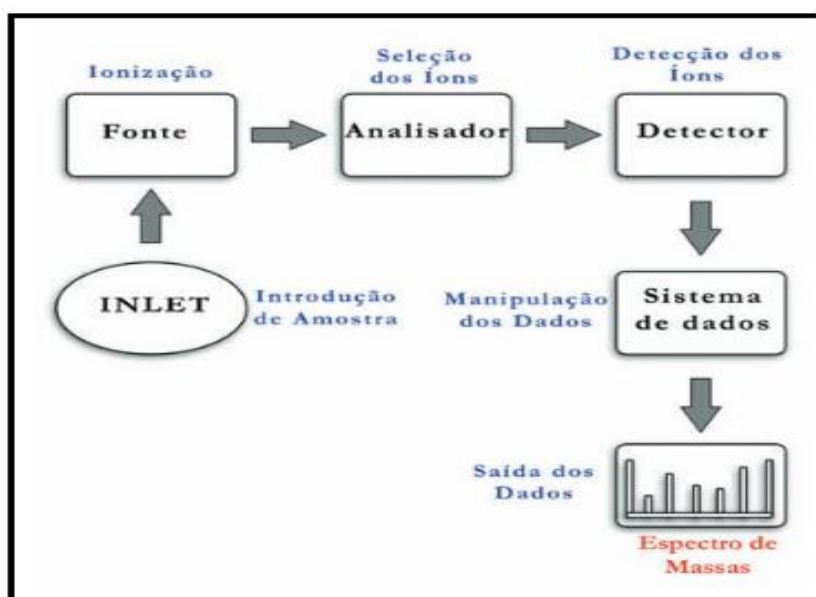 Ionização
Fonte
Seleção
dos Íons
Analisador
Detecção dos
Íons
Detector
INLET
Introdução
de Amostra
Manipulação
dos Dados
Sistema
de dados
Saída dos
Dados
Espectro de
Massas